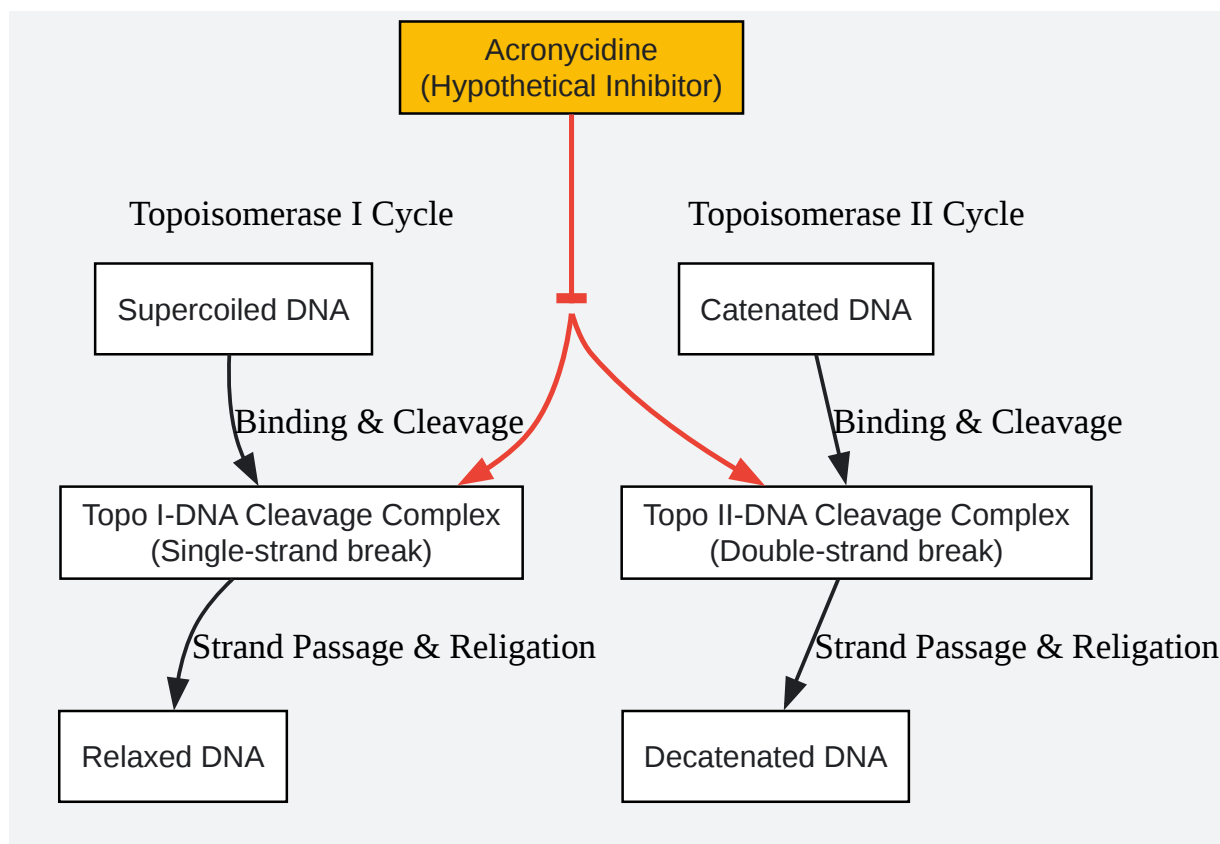 Acronycidine
(Hypothetical Inhibitor)
Topoisomerase I Cycle
Topoisomerase II Cycle
Supercoiled DNA
Catenated DNA
Binding & Cleavage
Binding & Cleavage
Topo I-DNA Cleavage Complex
(Single-strand break)
Topo II-DNA Cleavage Complex
(Double-strand break)
Strand Passage & Religation
Strand Passage & Religation
Relaxed DNA
Decatenated DNA